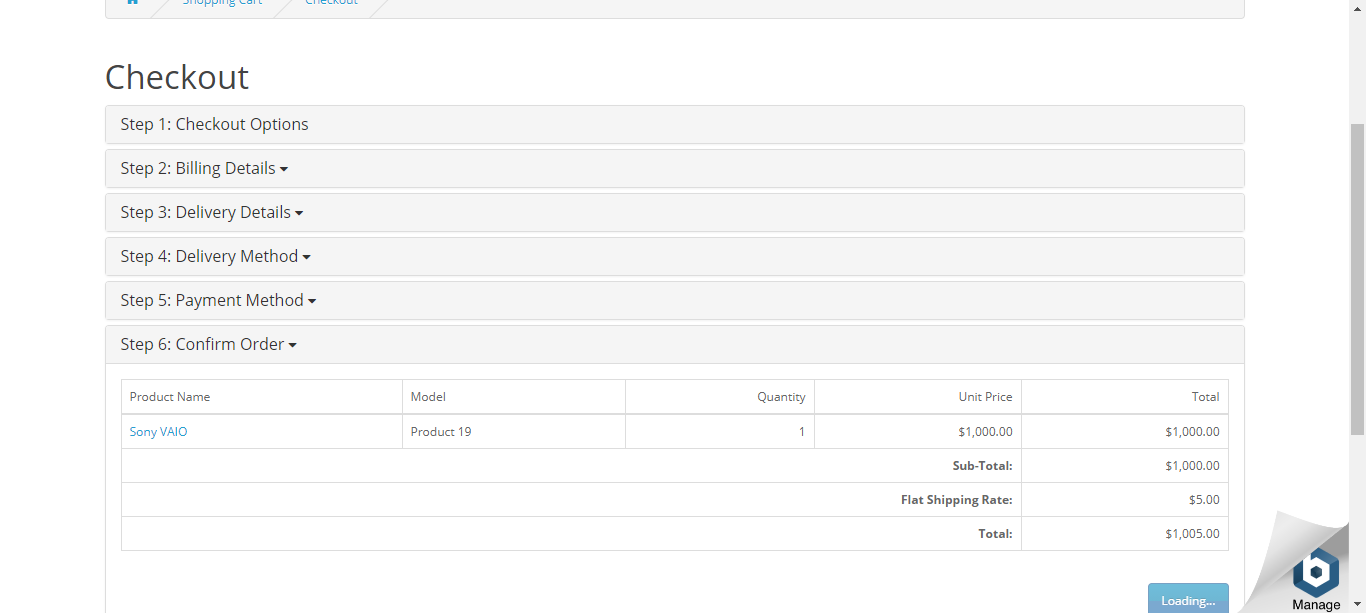 Shopping Cart Checkout
Checkout
Step 1: Checkout Options
Step 2: Billing Details
Step 3: Delivery Details
Step 4: Delivery Method
Step 5: Payment Method
Step 6: Confirm Order
Product Name Model Quantity Unit Price Total
Sony VAIO Product 19 1 $1,000.00 $1,000.00
Sub-Total: $1,000.00
Flat Shipping Rate: $5.00
Total: $1,005.00
Loading...
Manage